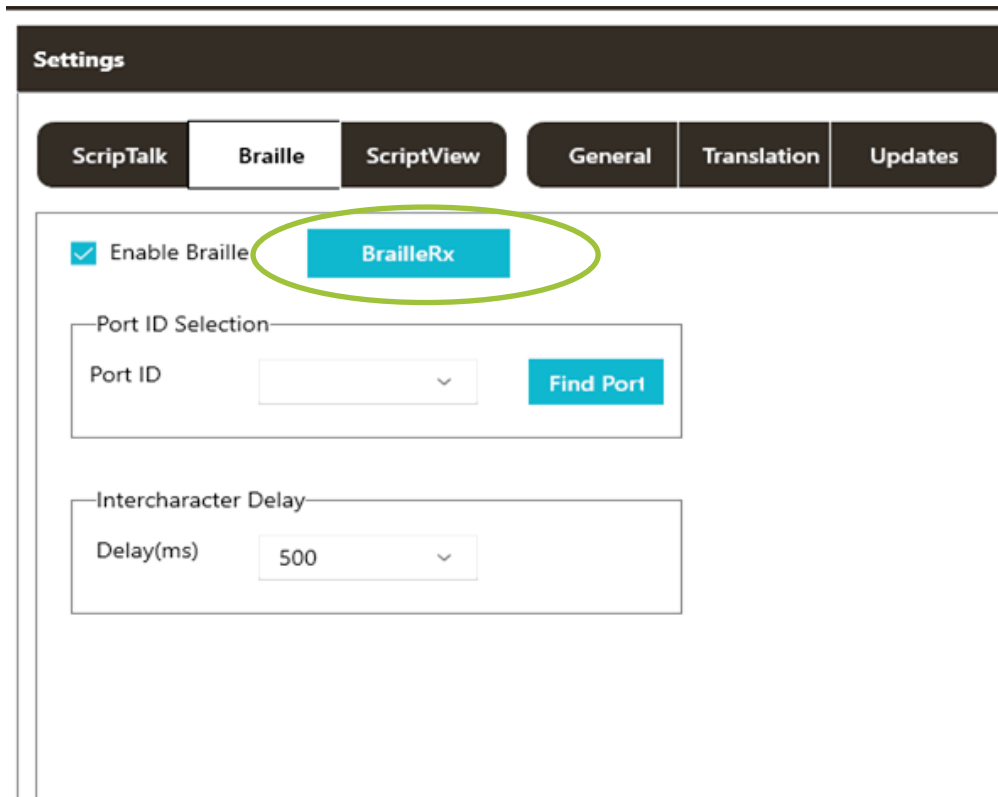 Settings
ScripTalk Braille ScriptView General Translation Updates
Enable Braille BrailleRx
Port ID Selection
Port ID Find Port
Intercharacter Delay
Delay(ms) 500